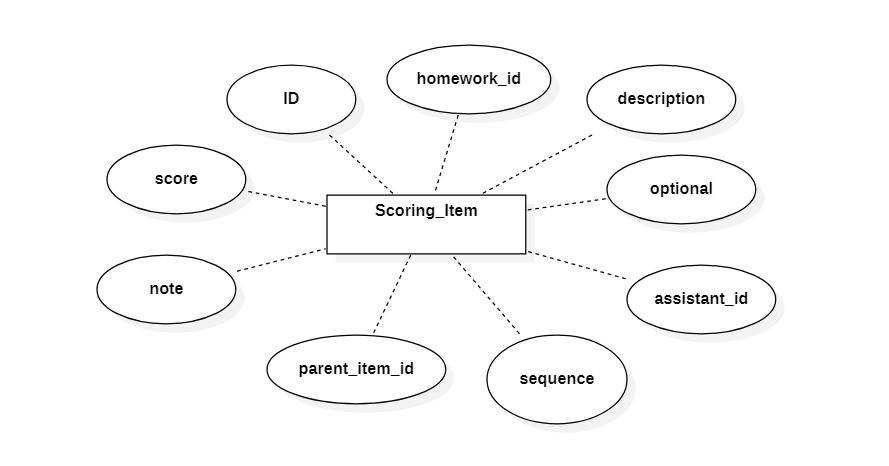 homework_id
ID
description
score
optional
Scoring_Item
note
assistant_id
parent_item_id
sequence